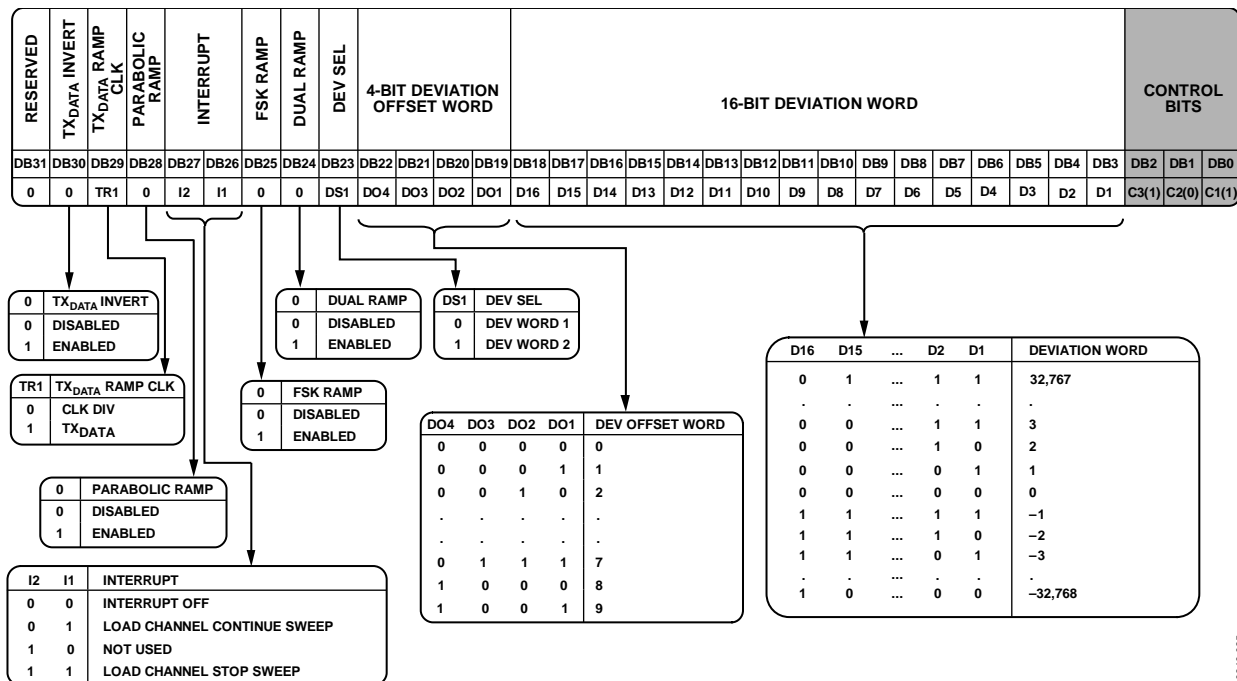 RESERVED
TXDATA INVERT
TXDATA RAMP CLK
PARABOLIC RAMP
INTERRUPT
FSK RAMP
DUAL RAMP
DEV SEL
4-BIT DEVIATION OFFSET WORD
16-BIT DEVIATION WORD
CONTROL BITS
DB31 DB30 DB29 DB28 DB27 DB26 DB25 DB24 DB23 DB22 DB21 DB20 DB19 DB18 DB17 DB16 DB15 DB14 DB13 DB12 DB11 DB10 DB9 DB8 DB7 DB6 DB5 DB4 DB3 DB2 DB1 DB0
0 0 TR1 0 I2 I1 0 0 DS1 DO4 DO3 DO2 DO1 D16 D15 D14 D13 D12 D11 D10 D9 D8 D7 D6 D5 D4 D3 D2 D1 C3(1) C2(0) C1(1)
0 TXDATA INVERT
0 DISABLED
1 ENABLED
0 DUAL RAMP
0 DISABLED
1 ENABLED
DS1 DEV SEL
0 DEV WORD 1
1 DEV WORD 2
TR1 TXDATA RAMP CLK
0 CLK DIV
1 TXDATA
0 FSK RAMP
0 DISABLED
1 ENABLED
0 PARABOLIC RAMP
0 DISABLED
1 ENABLED
I2 I1 INTERRUPT
0 0 INTERRUPT OFF
0 1 LOAD CHANNEL CONTINUE SWEEP
1 0 NOT USED
1 1 LOAD CHANNEL STOP SWEEP
DO4 DO3 DO2 DO1 DEV OFFSET WORD
0 0 0 0 0
0 0 0 1 1
0 0 1 0 2
. . . . .
. . . . .
0 1 1 1 7
1 0 0 0 8
1 0 0 1 9
D16 D15 ... D2 D1 DEVIATION WORD
0 1 ... 1 1 32,767
. . ... . . .
0 0 ... 1 1 3
0 0 ... 1 0 2
0 0 ... 0 1 1
0 0 ... 0 0 0
1 1 ... 1 1 –1
1 1 ... 1 0 –2
1 1 ... 0 1 –3
. . ... . . .
1 0 ... 0 0 –32,768